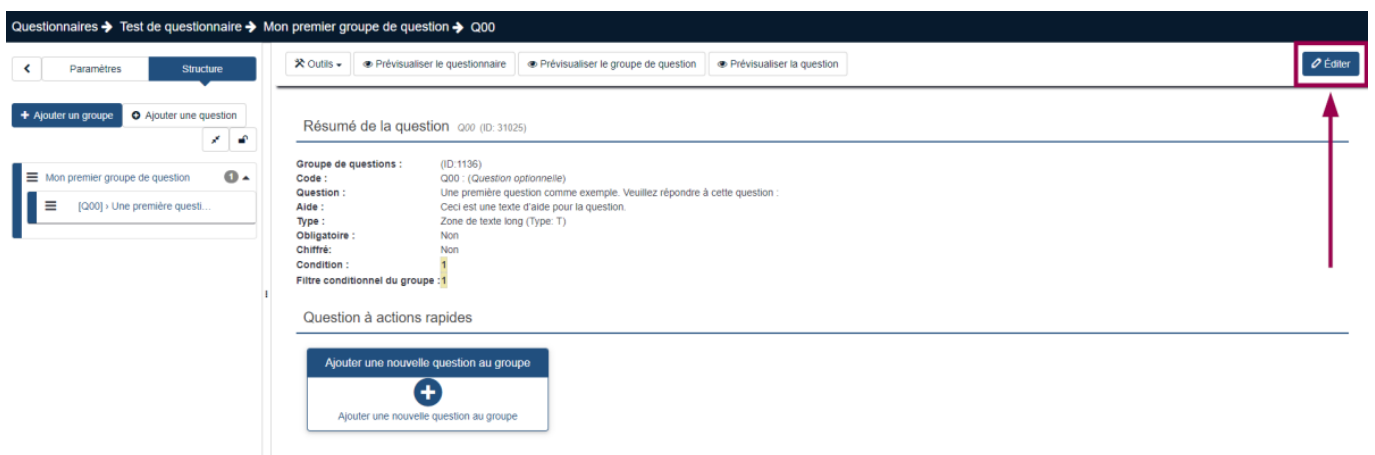 Questionnaires → Test de questionnaire → Mon premier groupe de question → Q00
Paramètres Structure
Outils Prévisualiser le questionnaire Prévisualiser le groupe de question Prévisualiser la question
Éditer
Ajouter un groupe Ajouter une question
Mon premier groupe de question 1
[Q00] › Une première questi...
Résumé de la question Q00 (ID: 31025)
Groupe de questions : (ID:1136)
Code : Q00 : (Question optionnelle)
Question : Une première question comme exemple. Veuillez répondre à cette question :
Aide : Ceci est une texte d'aide pour la question.
Type : Zone de texte long (Type: T)
Obligatoire : Non
Chiffré: Non
Condition : 1
Filtre conditionnel du groupe : 1
Question à actions rapides
Ajouter une nouvelle question au groupe
Ajouter une nouvelle question au groupe